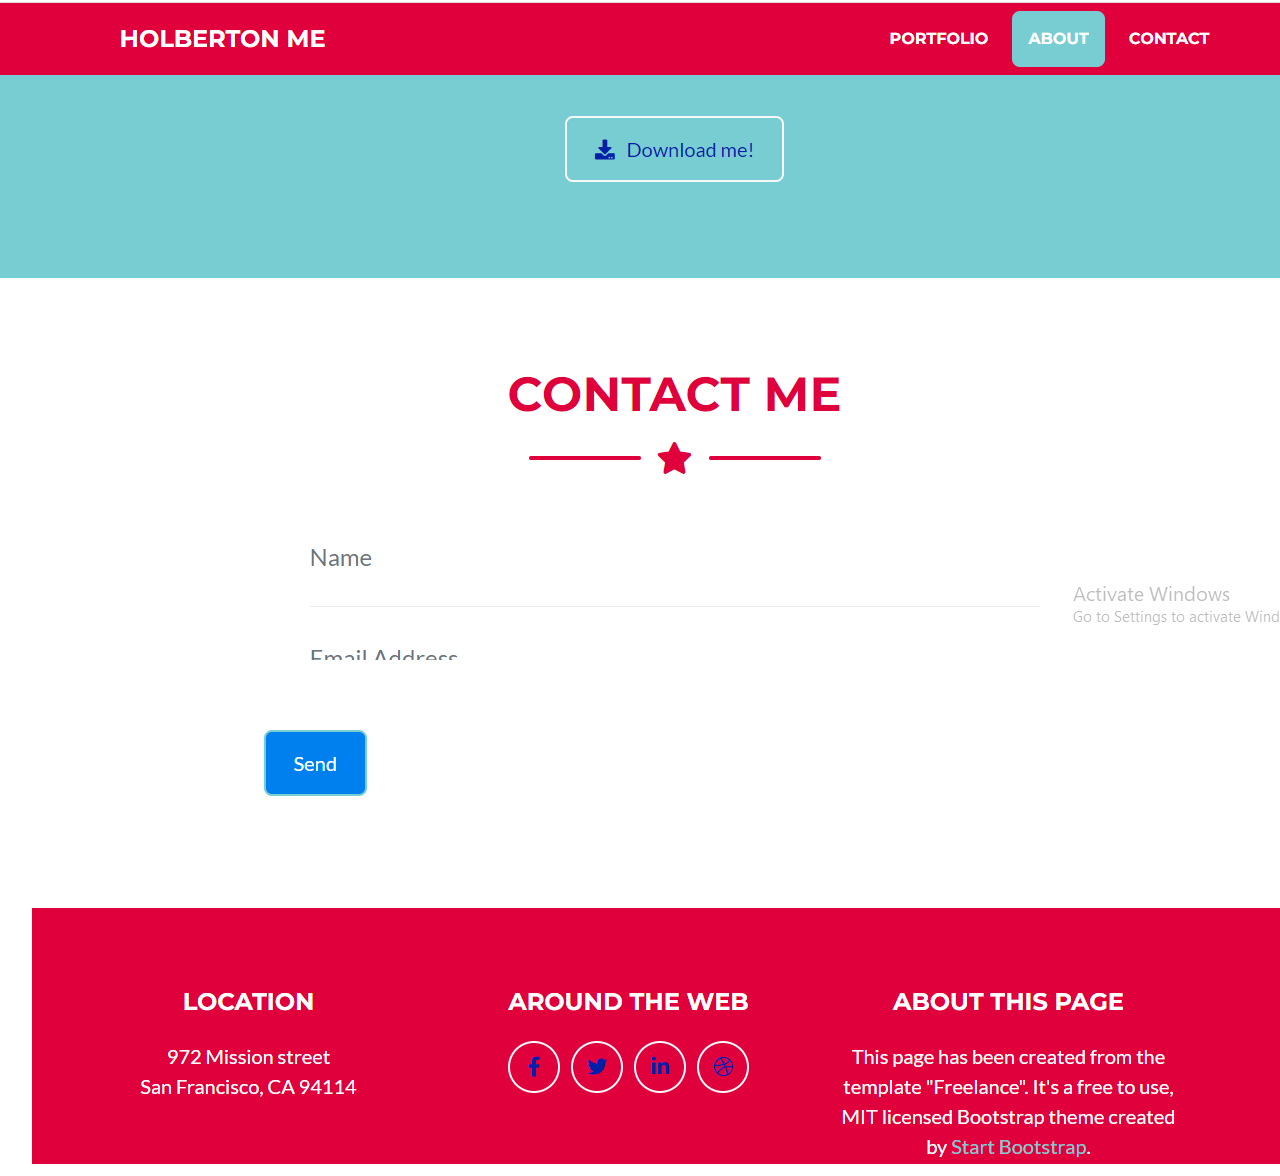 HOLBERTON ME
PORTFOLIO ABOUT CONTACT
Download me!
CONTACT ME
Name
Activate Windows
Go to Settings to activate Wind
Email Address
Send
LOCATION
972 Mission street
San Francisco, CA 94114
AROUND THE WEB
ABOUT THIS PAGE
This page has been created from the
template "Freelance". It's a free to use,
MIT licensed Bootstrap theme created
by Start Bootstrap.